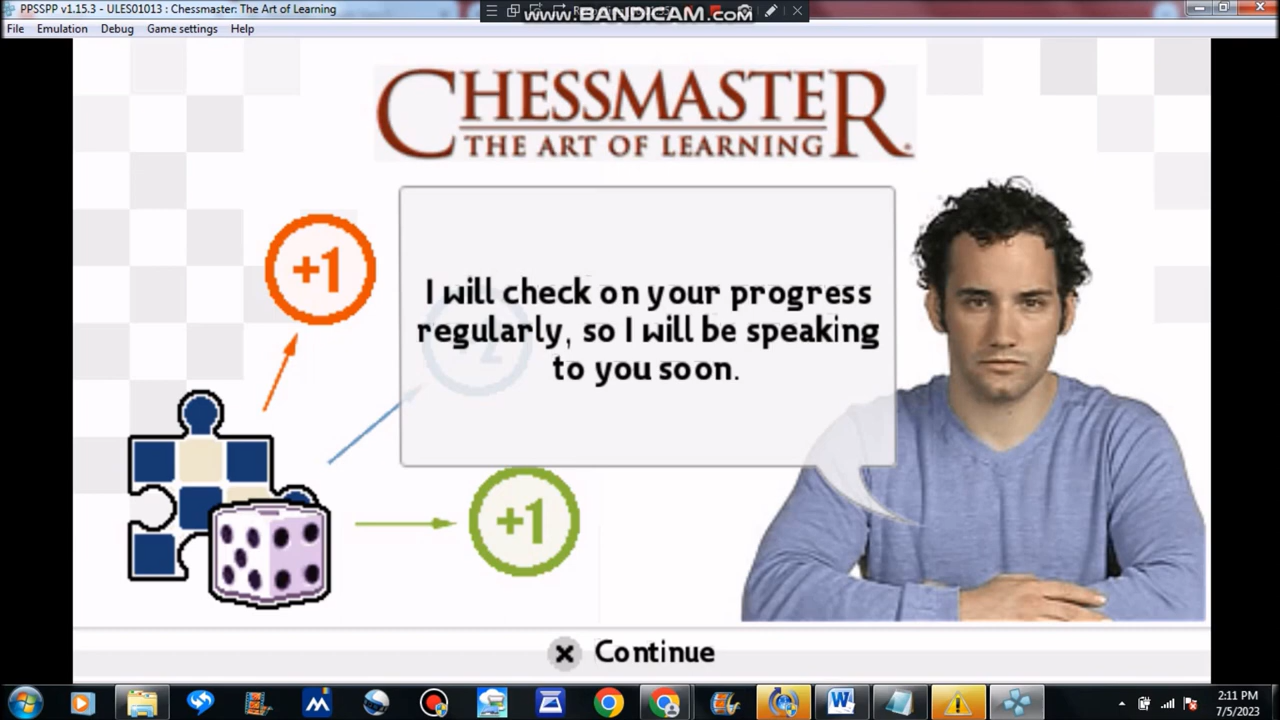 PPSSPP v1.15.3 - ULES01013 : Chessmaster: The Art of Learning
www.BANDICAM.com
File Emulation Debug Game settings Help
CHESSMASTER
THE ART OF LEARNING
+1
I will check on your progress
regularly, so I will be speaking
to you soon.
+2
+1
Continue
2:11 PM
7/5/2023